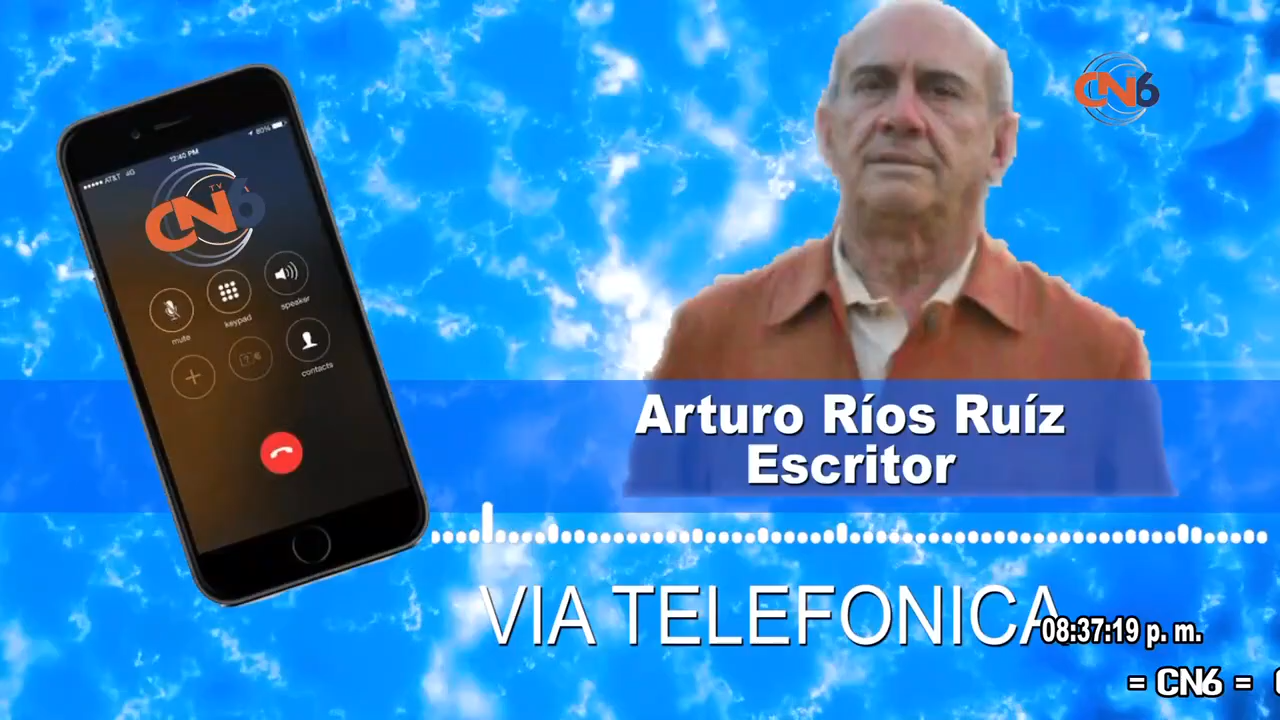 CN6
80%
12:40 PM
AT&T 4G
TV
CN6
mute
keypad
speaker
contacts
Arturo Ríos Ruíz
Escritor
VIA TELEFONICA
08:37:19 p. m.
= CN6 =